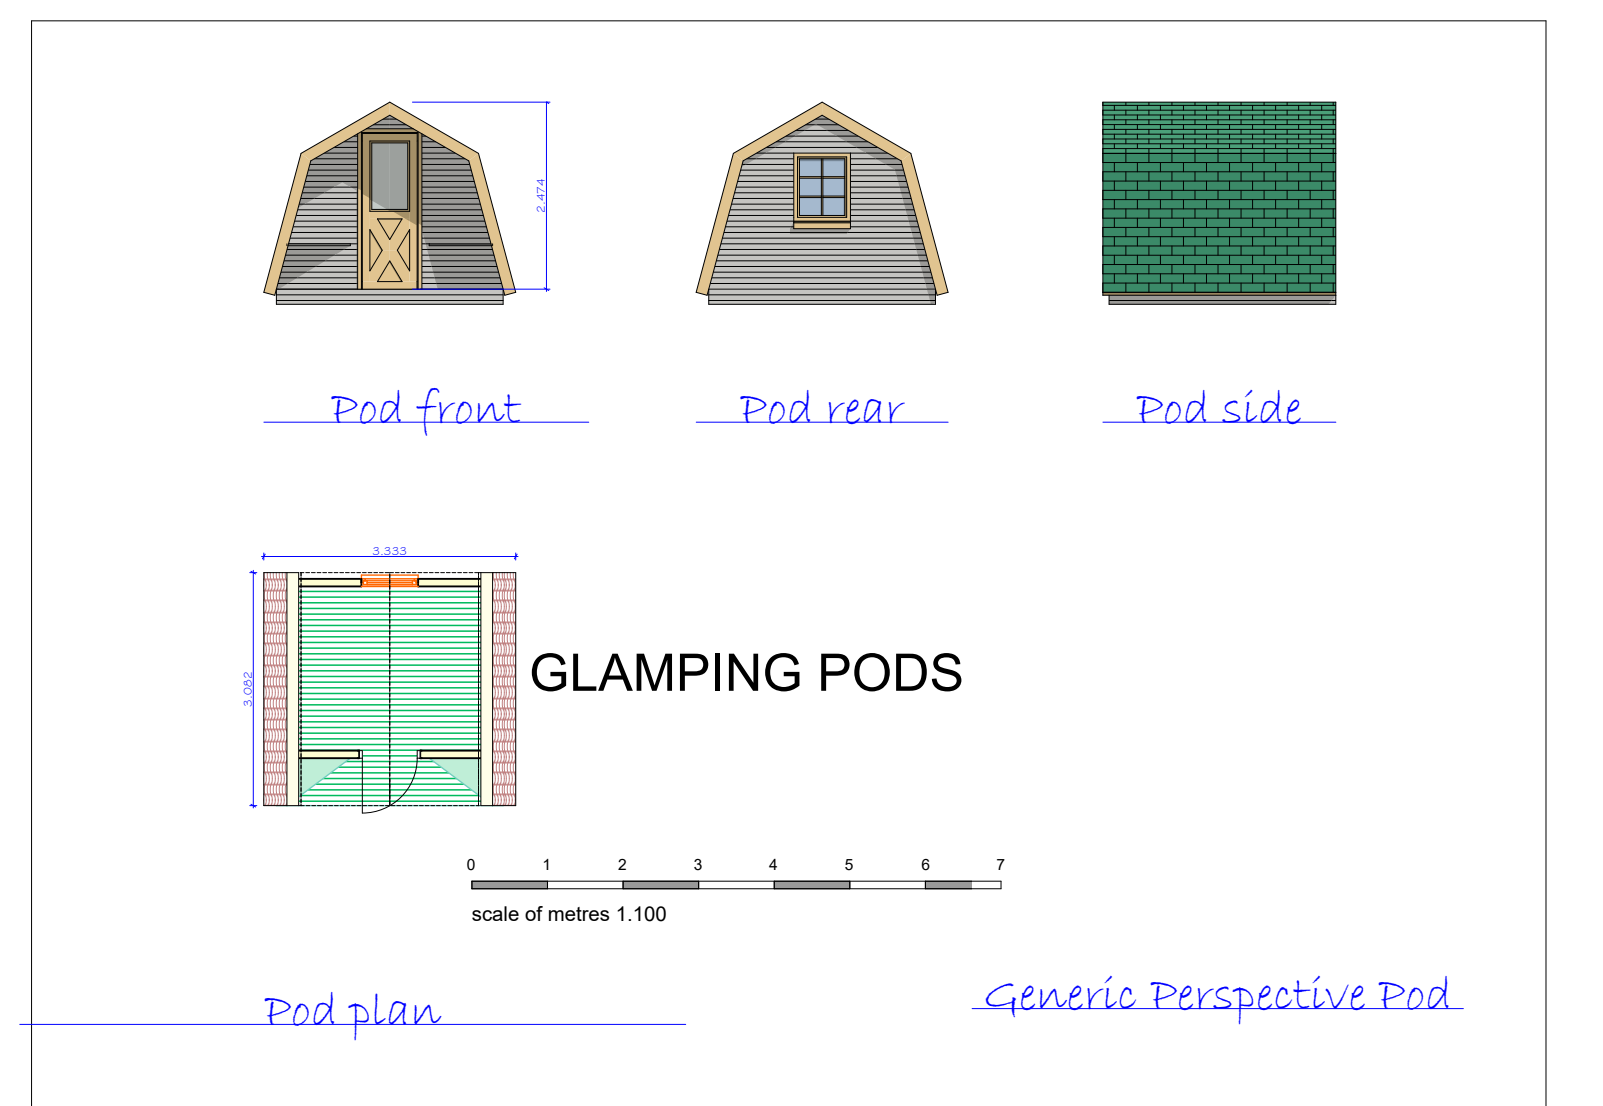 2.474
Pod front
Pod rear
Pod side
3.333
3.082
GLAMPING PODS
0 1 2 3 4 5 6 7
scale of metres 1.100
Generic Perspective Pod
Pod plan